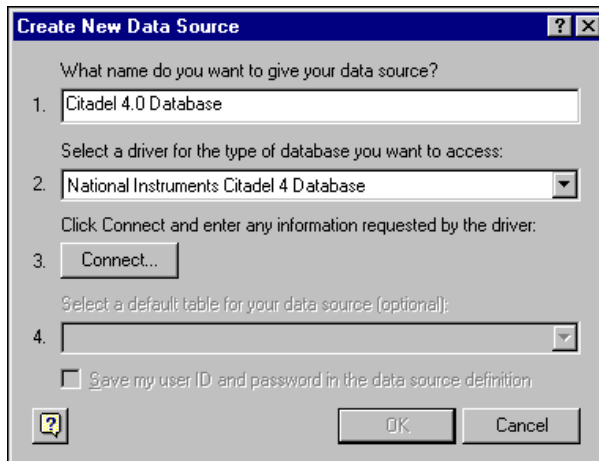 Create New Data Source
What name do you want to give your data source?
1. Citadel 4.0 Database
Select a driver for the type of database you want to access:
2. National Instruments Citadel 4 Database
Click Connect and enter any information requested by the driver:
3. Connect...
Select a default table for your data source (optional):
4.
Save my user ID and password in the data source definition
OK Cancel